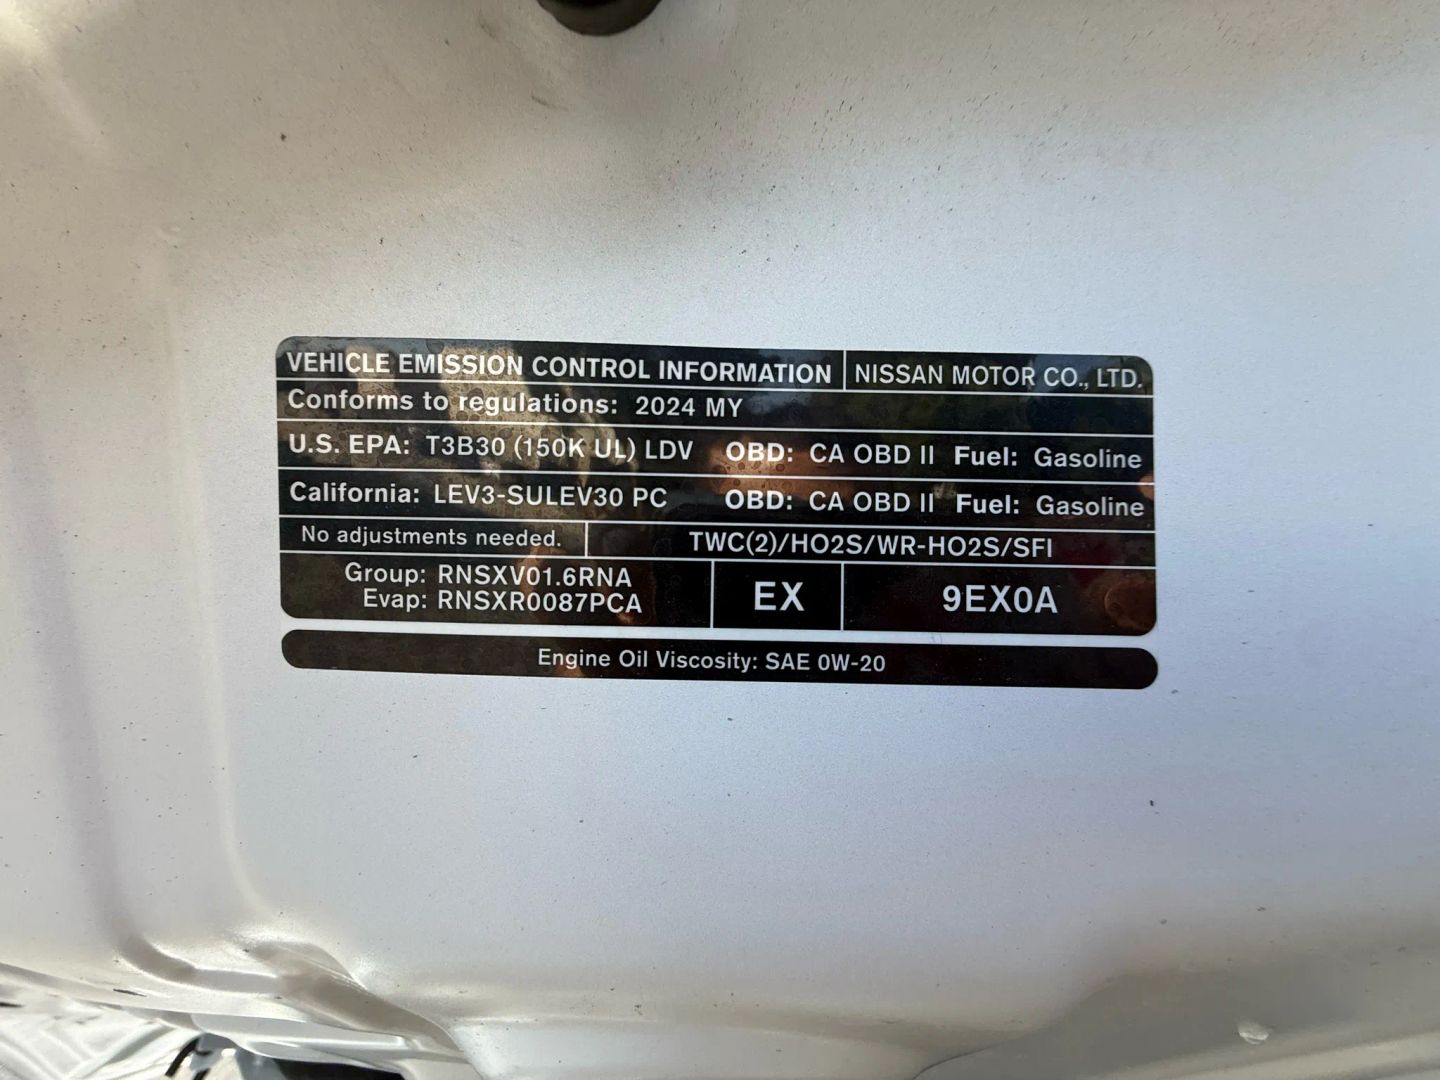 VEHICLE EMISSION CONTROL INFORMATION NISSAN MOTOR CO., LTD.
Conforms to regulations: 2024 MY
U.S. EPA: T3B30 (150K UL) LDV OBD: CA OBD II Fuel: Gasoline
California: LEV3-SULEV30 PC OBD: CA OBD II Fuel: Gasoline
No adjustments needed. TWC(2)/HO2S/WR-HO2S/SFI
Group: RNSXV01.6RNA
Evap: RNSXR0087PCA
EX
9EX0A
Engine Oil Viscosity: SAE 0W-20